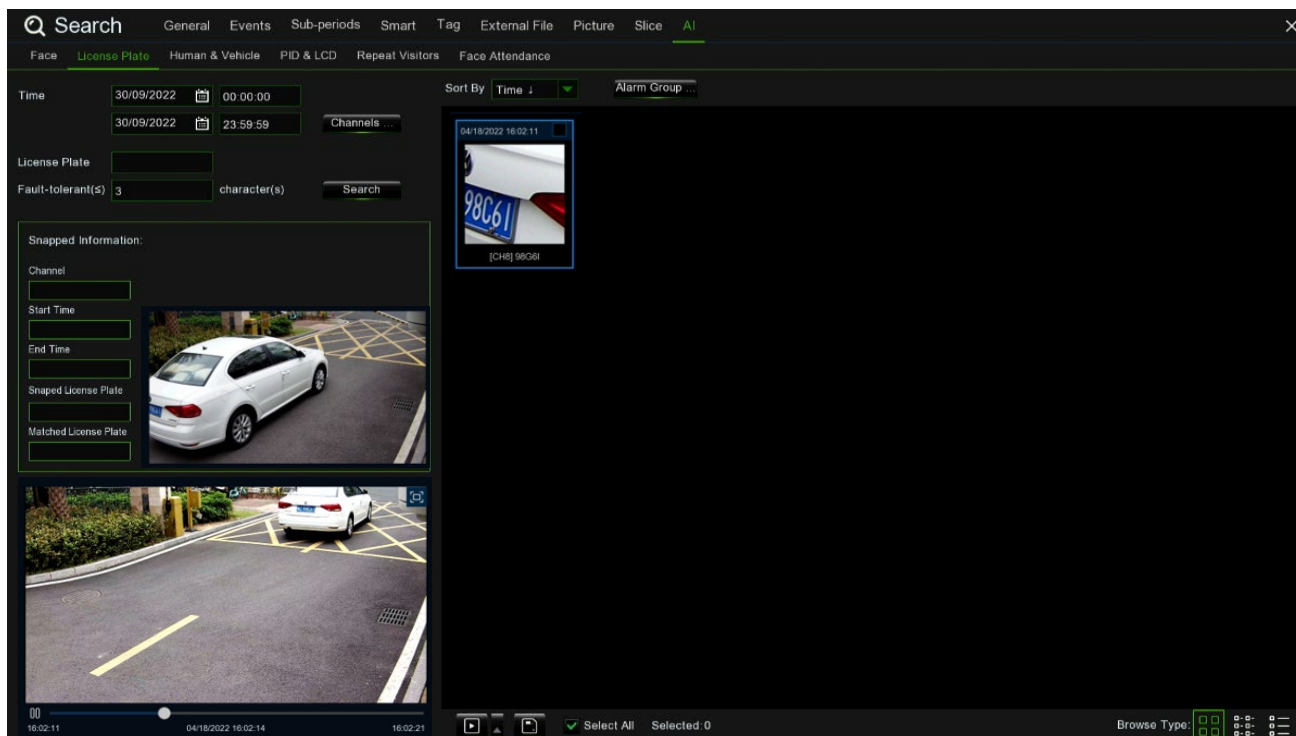 Search General Events Sub-periods Smart Tag External File Picture Slice AI
Face License Plate Human & Vehicle PID & LCD Repeat Visitors Face Attendance
Time 30/09/2022 00:00:00
30/09/2022 23:59:59 Channels ...
License Plate
Fault-tolerant(≤) 3 character(s) Search
Snapped Information:
Channel
Start Time
End Time
Snaped License Plate
Matched License Plate
16:02:11 04/18/2022 16:02:14 16:02:21
Sort By Time ↓ Alarm Group ...
04/18/2022 16:02:11
98C61
[CH8] 98G6I
Select All Selected:0 Browse Type: